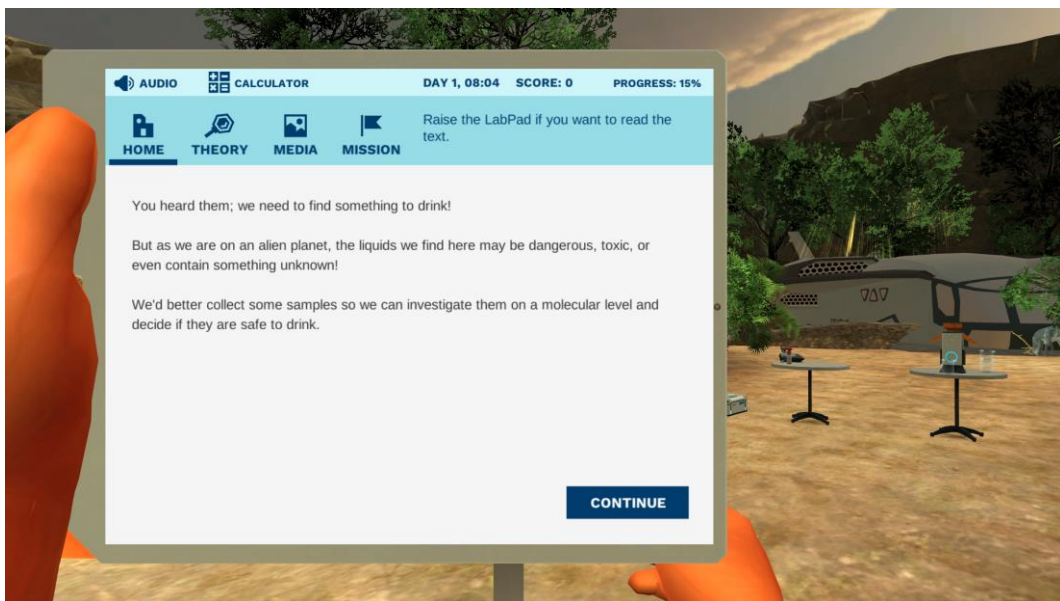 AUDIO CALCULATOR DAY 1, 08:04 SCORE: 0 PROGRESS: 15%
HOME THEORY MEDIA MISSION
Raise the LabPad if you want to read the
text.
You heard them; we need to find something to drink!
But as we are on an alien planet, the liquids we find here may be dangerous, toxic, or
even contain something unknown!
We'd better collect some samples so we can investigate them on a molecular level and
decide if they are safe to drink.
CONTINUE